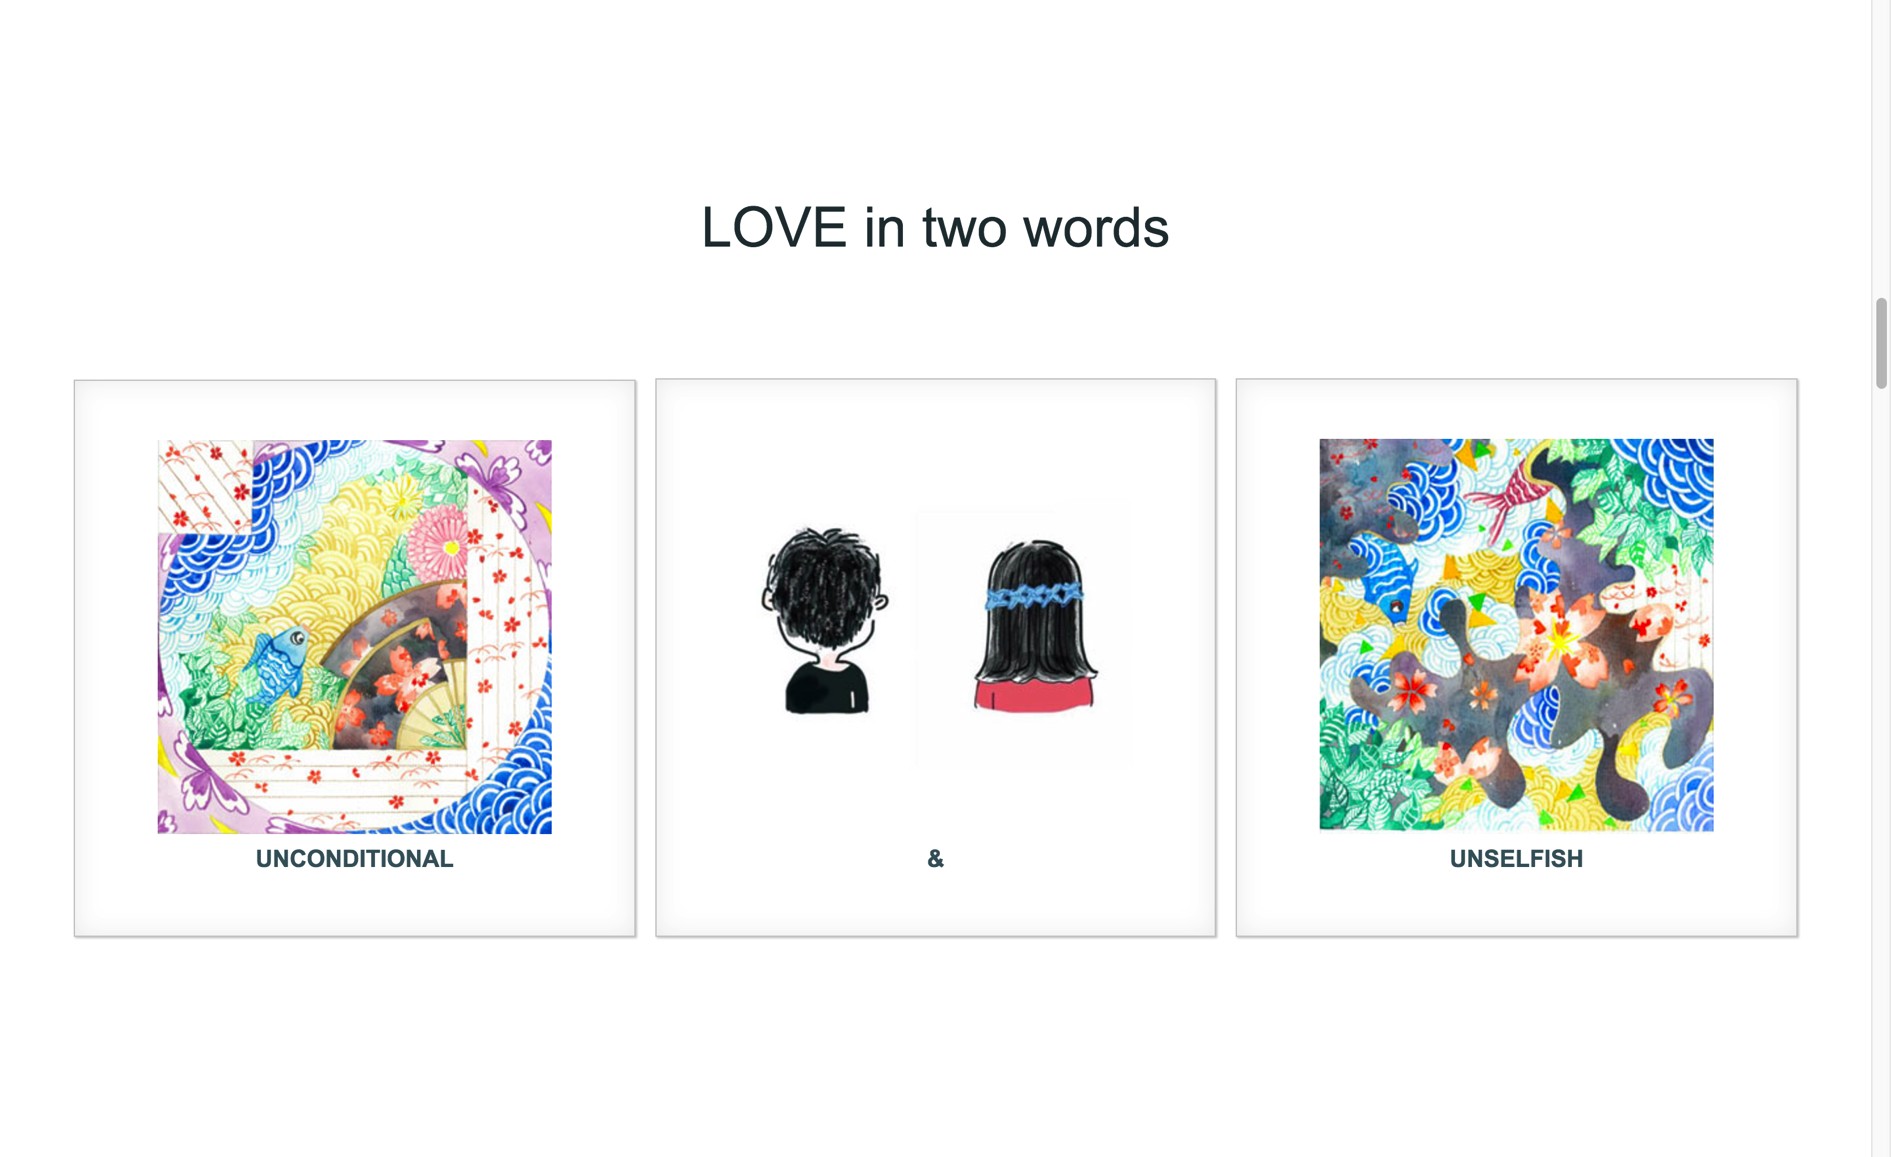 LOVE in two words
UNCONDITIONAL
&
UNSELFISH